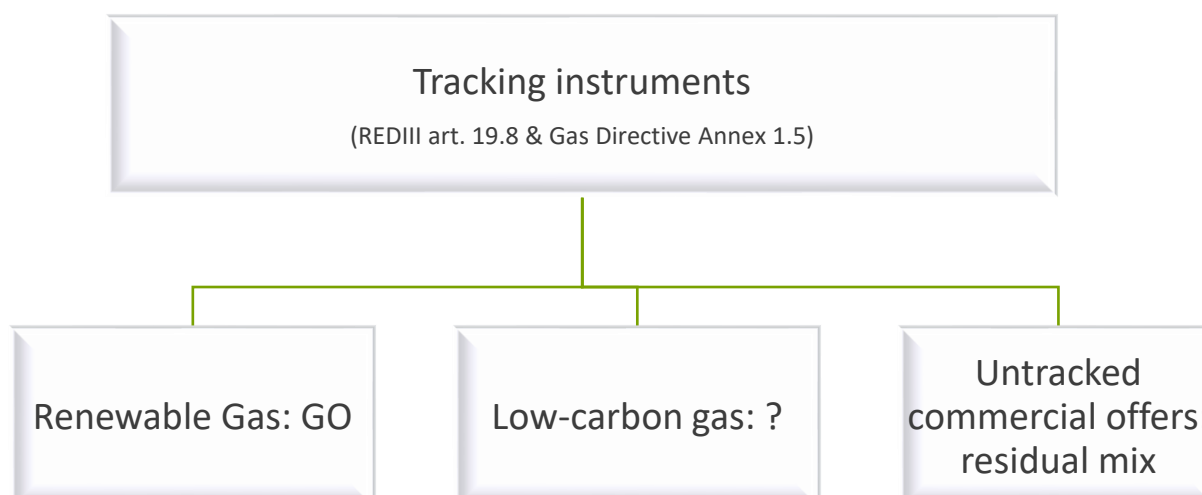 Tracking instruments
(REDIII art. 19.8 & Gas Directive Annex 1.5)
Renewable Gas: GO
Low-carbon gas: ?
Untracked
commercial offers
residual mix